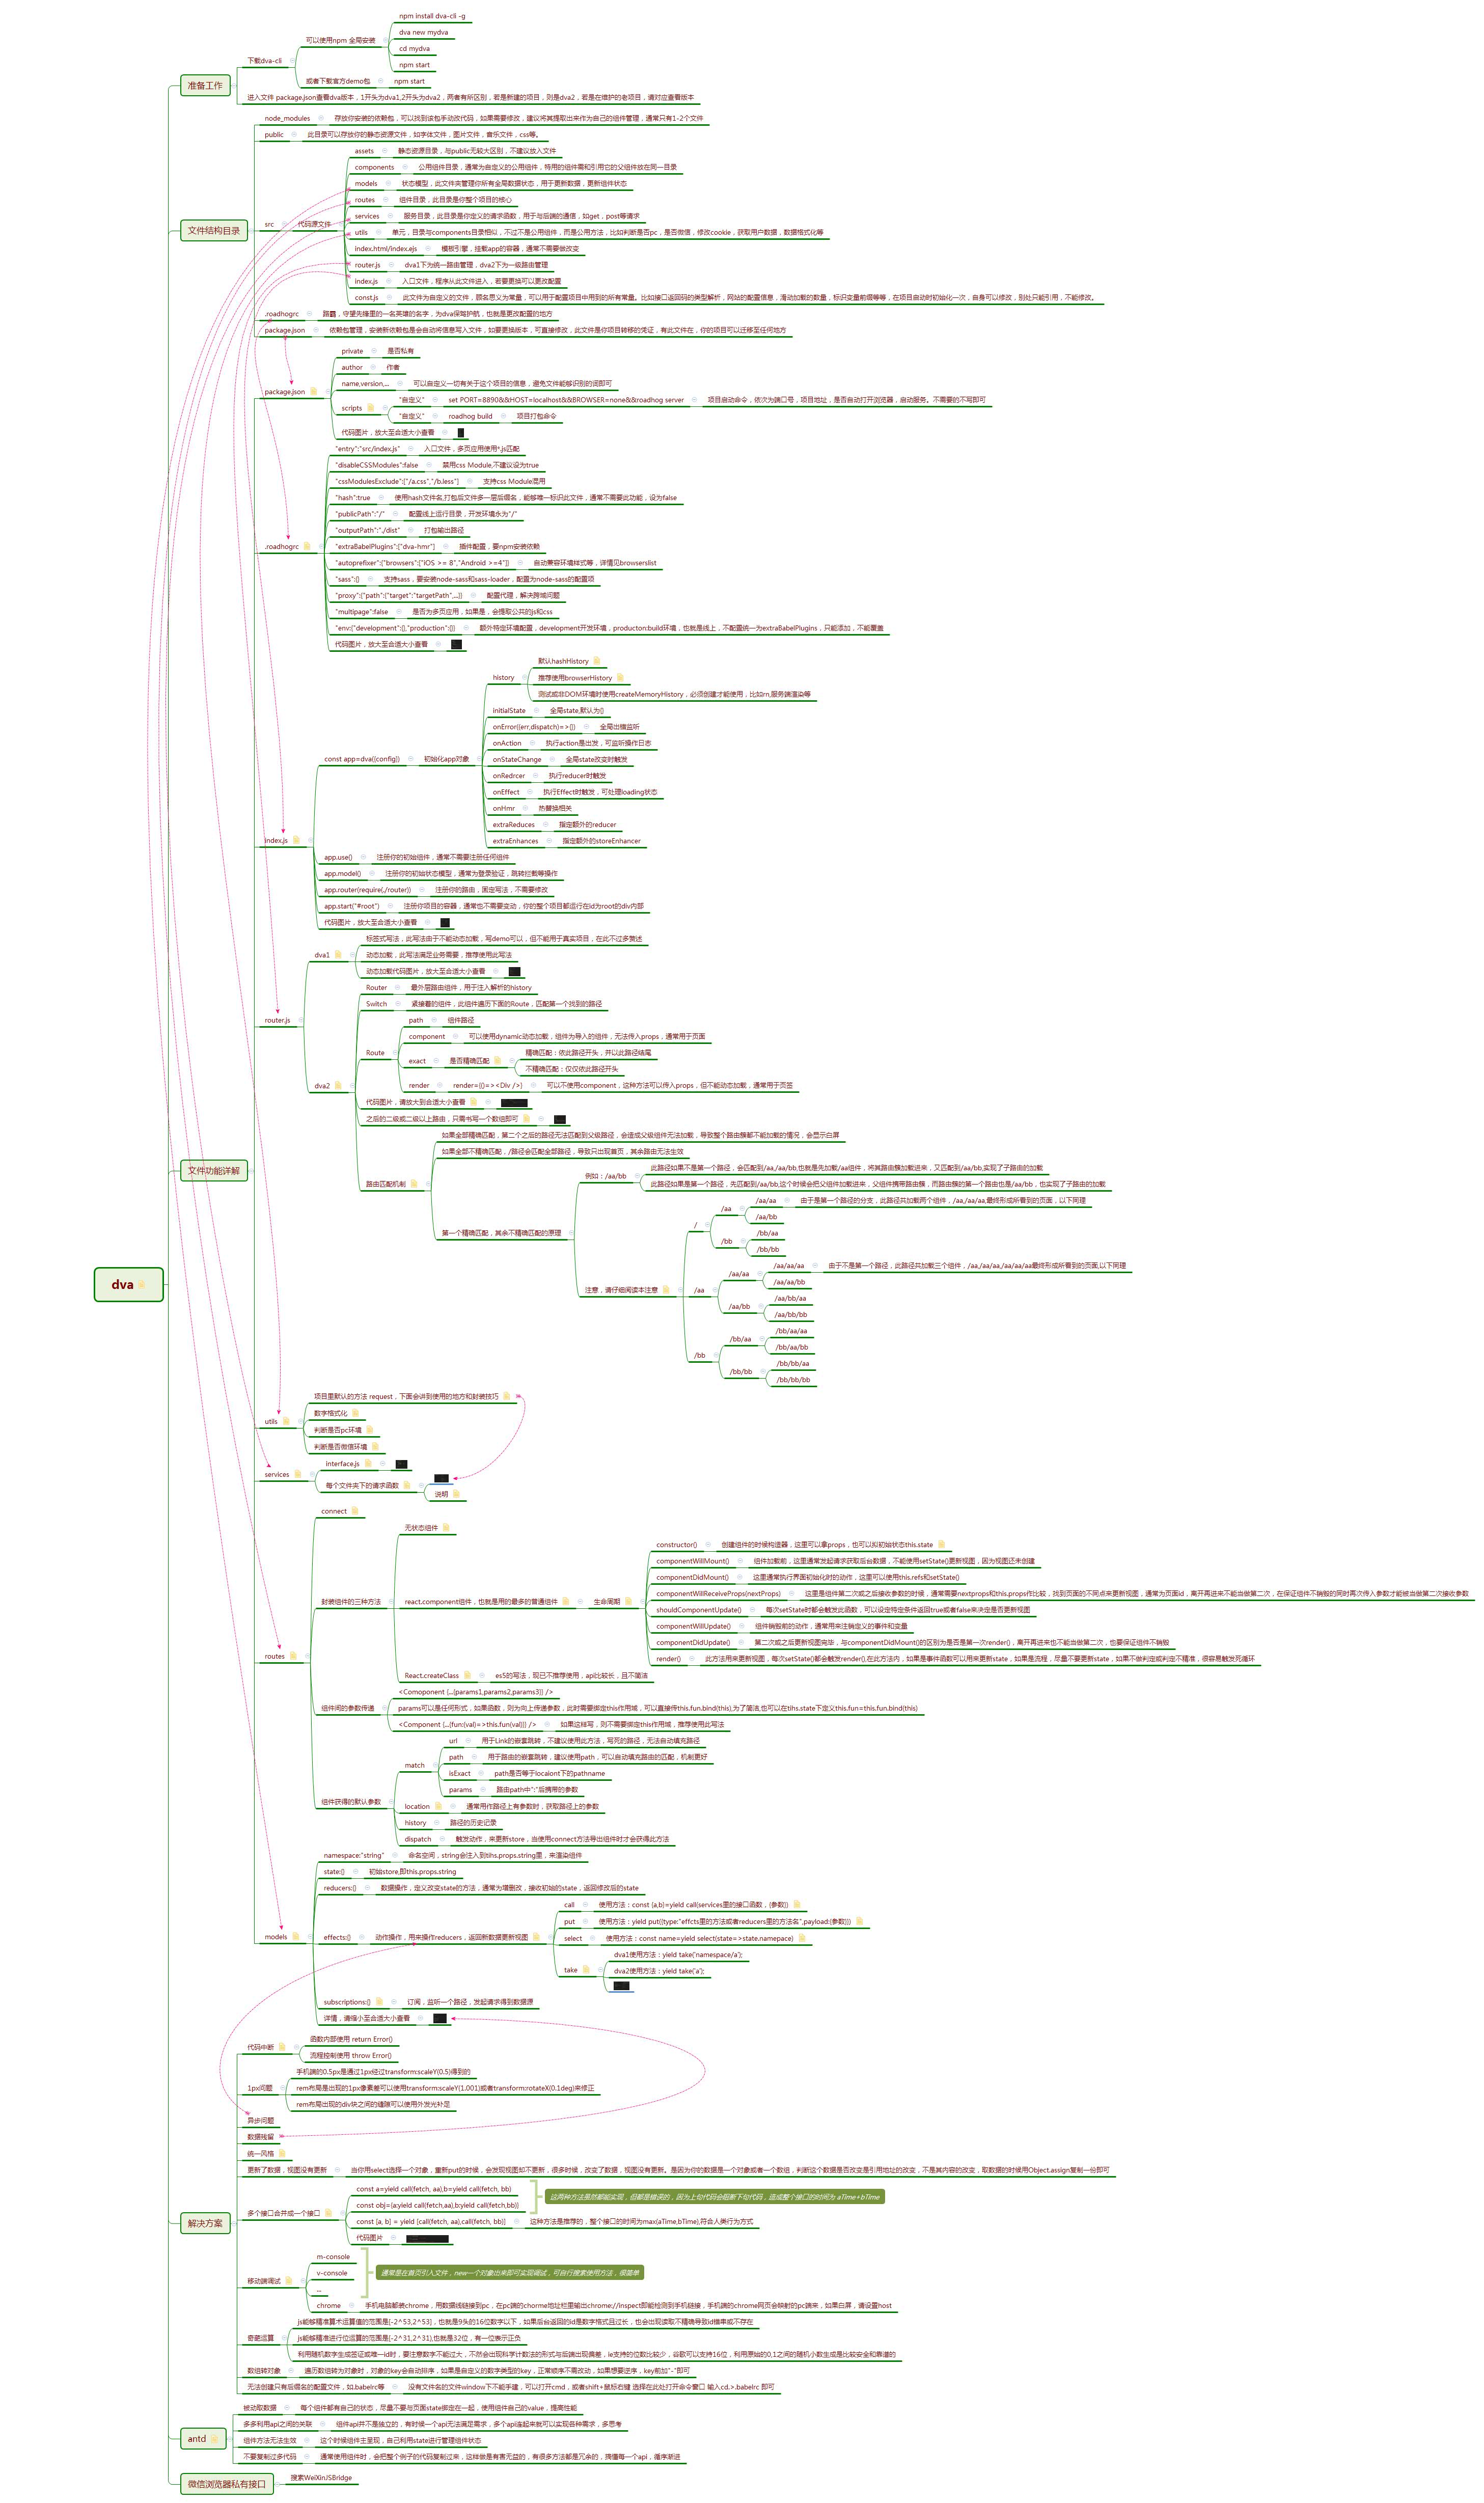 dva
准备工作
下载dva-cli
可以使用npm 全局安装
npm install dva-cli -g
dva new mydva
cd mydva
npm start
或者下载官方demo包
npm start
进入文件 package.json查看dva版本，1开头为dva1,2开头为dva2，两者有所区别，若是新建的项目，则是dva2，若是在维护的老项目，请对应查看版本
文件结构目录
node_modules
存放你安装的依赖包，可以找到该包手动改代码，如果需要修改，建议将其提取出来作为自己的组件管理，通常只有1-2个文件
public
此目录可以存放你的静态资源文件，如字体文件，图片文件，音乐文件，css等。
src
代码源文件
assets
静态资源目录，与public无较大区别，不建议放入文件
components
公用组件目录，通常为自定义的公用组件，特用的组件需和引用它的父组件放在同一目录
models
状态模型，此文件夹管理你所有全局数据状态，用于更新数据，更新组件状态
routes
组件目录，此目录是你整个项目的核心
services
服务目录，此目录是你定义的请求函数，用于与后端的通信，如get，post等请求
utils
单元，目录与components目录相似，不过不是公用组件，而是公用方法，比如判断是否pc，是否微信，修改cookie，获取用户数据，数据格式化等
index.html/index.ejs
模板引擎，挂载app的容器，通常不需要做改变
router.js
dva1下为统一路由管理，dva2下为一级路由管理
index.js
入口文件，程序从此文件进入，若要更换可以更改配置
const.js
此文件为自定义的文件，顾名思义为常量，可以用于配置项目中用到的所有常量。比如接口返回码的类型解析，网站的配置信息，滑动加载的数量，标识变量前缀等等，在项目启动时初始化一次，自身可以修改，别处只能引用，不能修改。
.roadhogrc
路霸，守望先锋里的一名英雄的名字，为dva保驾护航，也就是更改配置的地方
package.json
依赖包管理，安装新依赖包是会自动将信息写入文件，如要更换版本，可直接修改，此文件是你项目转移的凭证，有此文件在，你的项目可以迁移至任何地方
文件功能详解
package.json
private
是否私有
author
作者
name,version,...
可以自定义一切有关于这个项目的信息，避免文件能够识别的词即可
scripts
"自定义"
set PORT=8890&&HOST=localhost&&BROWSER=none&&roadhog server
项目启动命令，依次为端口号，项目地址，是否自动打开浏览器，启动服务。不需要的不写即可
"自定义"
roadhog build
项目打包命令
代码图片，放大至合适大小查看
.roadhogrc
"entry":"src/index.js"
入口文件，多页应用使用*.js匹配
"disableCSSModules":false
禁用css Module,不建议设为true
"cssModulesExclude":["/a.css","/b.less"]
支持css Module混用
"hash":true
使用hash文件名,打包后文件多一层后缀名，能够唯一标识此文件，通常不需要此功能，设为false
"publicPath":"/"
配置线上运行目录，开发环境永为"/"
"outputPath":"./dist"
打包输出路径
"extraBabelPlugins":["dva-hmr"]
插件配置，要npm安装依赖
"autoprefixer":{"browsers":["iOS >= 8","Android >=4"]}
自动兼容环境样式等，详情见browserslist
"sass":{}
支持sass，要安装node-sass和sass-loader，配置为node-sass的配置项
"proxy":{"path":{"target":"targetPath",...}}
配置代理，解决跨域问题
"multipage":false
是否为多页应用，如果是，会提取公共的js和css
"env:{"development":{},"production":{}}
额外特定环境配置，development开发环境，producton:build环境，也就是线上，不配置统一为extraBabelPlugins，只能添加，不能覆盖
代码图片，放大至合适大小查看
index.js
const app=dva({config})
初始化app对象
history
默认hashHistory
推荐使用browserHistory
测试或非DOM环境时使用createMemoryHistory，必须创建才能使用，比如rn,服务端渲染等
initialState
全局state,默认为{}
onError((err,dispatch)=>{})
全局出错监听
onAction
执行action是出发，可监听操作日志
onStateChange
全局state改变时触发
onRedrcer
执行reducer时触发
onEffect
执行Effect时触发，可处理loading状态
onHmr
热替换相关
extraReduces
指定额外的reducer
extraEnhances
指定额外的storeEnhancer
app.use()
注册你的初始组件，通常不需要注册任何组件
app.model()
注册你的初始状态模型，通常为登录验证，跳转拦截等操作
app.router(require(./router))
注册你的路由，固定写法，不需要修改
app.start("#root")
注册你项目的容器，通常也不需要变动，你的整个项目都运行在id为root的div内部
代码图片，放大至合适大小查看
router.js
dva1
标签式写法，此写法由于不能动态加载，写demo可以，但不能用于真实项目，在此不过多赘述
动态加载，此写法满足业务需要，推荐使用此写法
动态加载代码图片，放大至合适大小查看
dva2
Router
最外层路由组件，用于注入解析的history
Switch
紧接着的组件，此组件遍历下面的Route，匹配第一个找到的路径
Route
path
组件路径
component
可以使用dynamic动态加载，组件为导入的组件，无法传入props，通常用于页面
exact
是否精确匹配
精确匹配：依此路径开头，并以此路径结尾
不精确匹配：仅仅依此路径开头
render
render={()=><Div />}
可以不使用component，这种方法可以传入props，但不能动态加载，通常用于页签
代码图片，请放大到合适大小查看
之后的二级或二级以上路由，只需书写一个数组即可
路由匹配机制
如果全部精确匹配，第二个之后的路径无法匹配到父级路径，会造成父级组件无法加载，导致整个路由簇都不能加载的情况，会显示白屏
如果全部不精确匹配，/路径会匹配全部路径，导致只出现首页，其余路由无法生效
第一个精确匹配，其余不精确匹配的原理
例如：/aa/bb
此路径如果不是第一个路径，会匹配到/aa,/aa/bb,也就是先加载/aa组件，将其路由簇加载进来，又匹配到/aa/bb,实现了子路由的加载
此路径如果是第一个路径，先匹配到/aa/bb,这个时候会把父组件加载进来，父组件携带路由簇，而路由簇的第一个路由也是/aa/bb，也实现了子路由的加载
注意，请仔细阅读本注意
/
/aa
/aa/aa
由于是第一个路径的分支，此路径共加载两个组件，/aa,/aa/aa,最终形成所看到的页面，以下同理
/aa/bb
/bb
/bb/aa
/bb/bb
/aa
/aa/aa
/aa/aa/aa
由于不是第一个路径，此路径共加载三个组件，/aa,/aa/aa,/aa/aa/aa最终形成所看到的页面,以下同理
/aa/aa/bb
/aa/bb
/aa/bb/aa
/aa/bb/bb
/bb
/bb/aa
/bb/aa/aa
/bb/aa/bb
/bb/bb
/bb/bb/aa
/bb/bb/bb
utils
项目里默认的方法 request，下面会讲到使用的地方和封装技巧
数字格式化
判断是否pc环境
判断是否微信环境
services
interface.js
每个文件夹下的请求函数
说明
routes
connect
封装组件的三种方法
无状态组件
react.component组件，也就是用的最多的普通组件
生命周期
constructor()
创建组件的时候构造器，这里可以拿props，也可以拟初始状态this.state
componentWillMount()
组件加载前，这里通常发起请求获取后台数据，不能使用setState()更新视图，因为视图还未创建
componentDidMount()
这里通常执行界面初始化时的动作，这里可以使用this.refs和setState()
componentWillReceiveProps(nextProps)
这里是组件第二次或之后接收参数的时候，通常需要nextprops和this.props作比较，找到页面的不同点来更新视图，通常为页面id，离开再进来不能当做第二次，在保证组件不销毁的同时再次传入参数才能被当做第二次接收参数
shouldComponentUpdate()
每次setState时都会触发此函数，可以设定特定条件返回true或者false来决定是否更新视图
componentWillUpdate()
组件销毁前的动作，通常用来注销定义的事件和变量
componentDidUpdate()
第二次或之后更新视图完毕，与componentDidMount()的区别为是否是第一次render()，离开再进来也不能当做第二次，也要保证组件不销毁
render()
此方法用来更新视图，每次setState()都会触发render(),在此方法内，如果是事件函数可以用来更新state，如果是流程，尽量不要更新state，如果不做判定或判定不精准，很容易触发死循环
React.createClass
es5的写法，现已不推荐使用，api比较长，且不简洁
组件间的参数传递
<Comoponent {...{params1,params2,params3}} />
params可以是任何形式，如果函数，则为向上传递参数，此时需要绑定this作用域，可以直接传this.fun.bind(this),为了简洁,也可以在tihs.state下定义this.fun=this.fun.bind(this)
<Component {...{fun:(val)=>this.fun(val)}} />
如果这样写，则不需要绑定this作用域，推荐使用此写法
组件获得的默认参数
match
url
用于Link的嵌套跳转，不建议使用此方法，写死的路径，无法自动填充路径
path
用于路由的嵌套跳转，建议使用path，可以自动填充路由的匹配，机制更好
isExact
path是否等于locaiont下的pathname
params
路由path中":"后携带的参数
location
通常用作路径上有参数时，获取路径上的参数
history
路径的历史记录
dispatch
触发动作，来更新store，当使用connect方法导出组件时才会获得此方法
models
namespace:"string"
命名空间，string会注入到tihs.props.string里，来渲染组件
state:{}
初始store,即this.props.string
reducers:{}
数据操作，定义改变state的方法，通常为增删改，接收初始的state，返回修改后的state
effects:{}
动作操作，用来操作reducers，返回新数据更新视图
call
使用方法：const {a,b}=yield call(services里的接口函数，{参数})
put
使用方法：yield put({type:"effcts里的方法或者reducers里的方法名",payload:{参数}})
select
使用方法：const name=yield select(state=>state.namepace)
take
dva1使用方法：yield take('namespace/a');
dva2使用方法：yield take('a');
subscriptions:{}
订阅，监听一个路径，发起请求得到数据源
详情，请缩小至合适大小查看
解决方案
代码中断
函数内部使用 return Error()
流程控制使用 throw Error()
1px问题
手机端的0.5px是通过1px经过transform:scaleY(0.5)得到的
rem布局是出现的1px像素差可以使用transform:scaleY(1.001)或者transform:rotateX(0.1deg)来修正
rem布局出现的div块之间的缝隙可以使用外发光补足
异步问题
数据残留
统一风格
更新了数据，视图没有更新
当你用select选择一个对象，重新put的时候，会发现视图却不更新，很多时候，改变了数据，视图没有更新。是因为你的数据是一个对象或者一个数组，判断这个数据是否改变是引用地址的改变，不是其内容的改变，取数据的时候用Object.assign复制一份即可
多个接口合并成一个接口
const a=yield call(fetch, aa),b=yield call(fetch, bb)
const obj={a:yield call(fetch,aa),b:yield call(fetch,bb)}
这两种方法虽然都能实现，但都是错误的，因为上句代码会阻断下句代码，造成整个接口的时间为 aTime+bTime
const [a, b] = yield [call(fetch, aa),call(fetch, bb)]
这种方法是推荐的，整个接口的时间为max(aTime,bTime),符合人类行为方式
代码图片
移动端调试
m-console
v-console
...
通常是在首页引入文件，new一个对象出来即可实现调试，可自行搜索使用方法，很简单
chrome
手机电脑都装chrome，用数据线链接到pc，在pc端的chorme地址栏里输出chrome://inspect即能检测到手机链接，手机端的chrome网页会映射的pc端来，如果白屏，请设置host
奇葩运算
js能够精准算术运算值的范围是[-2^53,2^53]，也就是9头的16位数字以下，如果后台返回的id是数字格式且过长，也会出现读取不精确导致id楷串或不存在
js能够精准进行位运算的范围是[-2^31,2^31),也就是32位，有一位表示正负
利用随机数字生成签证或唯一id时，要注意数字不能过大，不然会出现科学计数法的形式与后端出现偏差，ie支持的位数比较少，谷歌可以支持16位，利用原始的0,1之间的随机小数生成是比较安全和靠谱的
数组转对象
遍历数组转为对象时，对象的key会自动排序，如果是自定义的数字类型的key，正常顺序不需改动，如果想要逆序，key前加"-"即可
无法创建只有后缀名的配置文件，如.babelrc等
没有文件名的文件window下不能手建，可以打开cmd，或者shift+鼠标右键 选择在此处打开命令窗口 输入cd.>.babelrc 即可
antd
被动取数据
每个组件都有自己的状态，尽量不要与页面state绑定在一起，使用组件自己的value，提高性能
多多利用api之间的关联
组件api并不是独立的，有时候一个api无法满足需求，多个api连起来就可以实现各种需求，多思考
组件方法无法生效
这个时候组件主呈现，自己利用state进行管理组件状态
不要复制过多代码
通常使用组件时，会把整个例子的代码复制过来，这样做是有害无益的，有很多方法都是冗余的，搞懂每一个api，循序渐进
微信浏览器私有接口
搜索WeiXinJSBridge